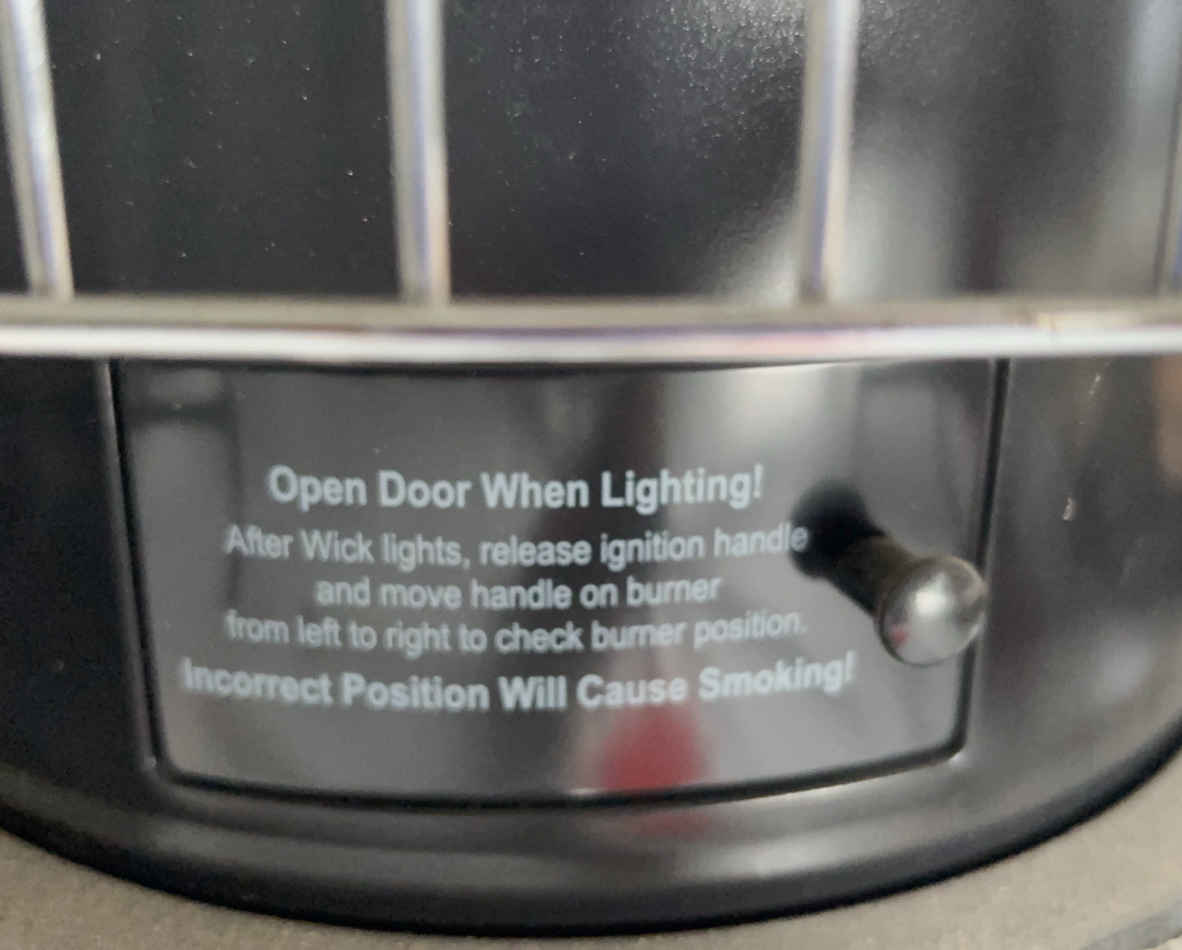 Open Door When Lighting!
After Wick lights, release ignition handle
and move handle on burner
from left to right to check burner position.
Incorrect Position Will Cause Smoking!